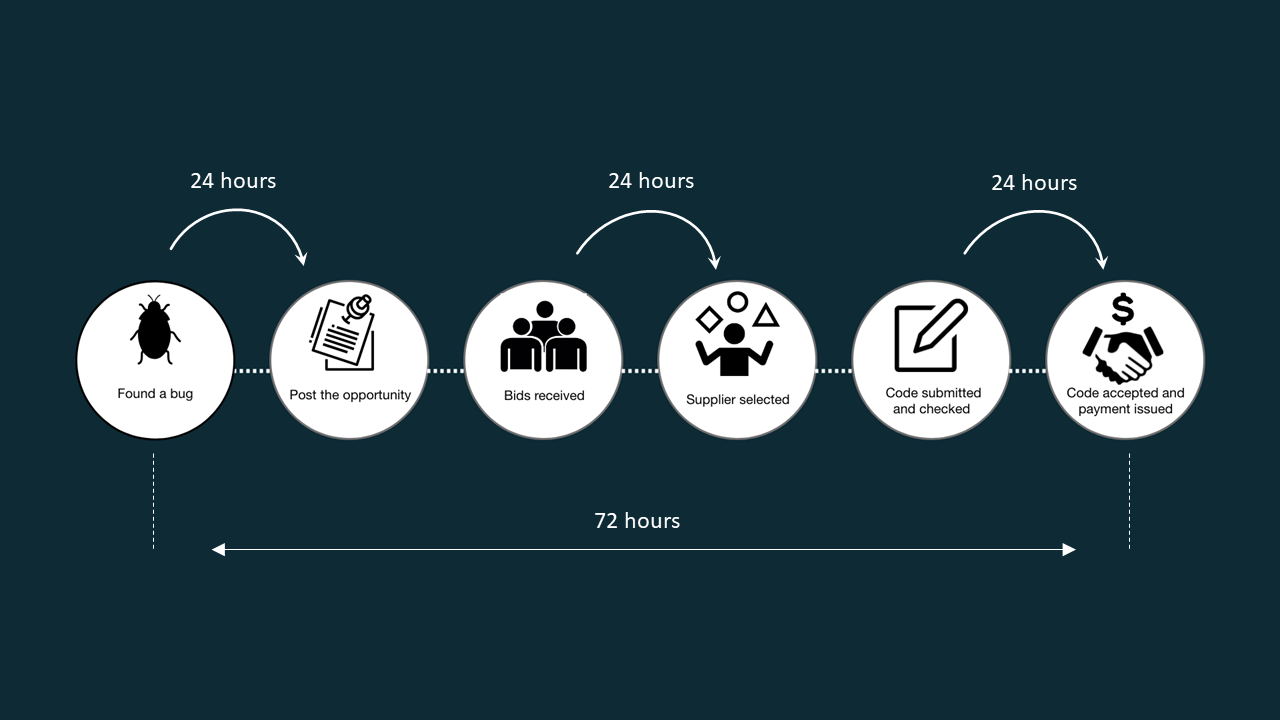 24 hours
24 hours
24 hours
Found a bug
Post the opportunity
Bids received
Supplier selected
Code submitted
and checked
$
Code accepted and
payment issued
72 hours